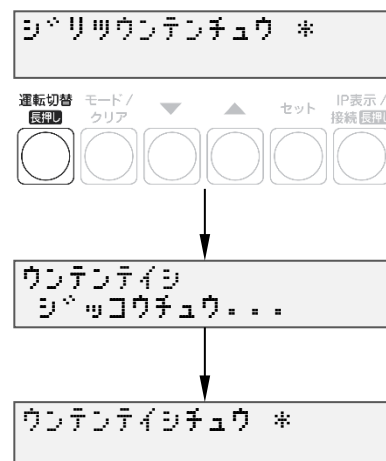 ジリツウンテンチュウ *
運転切替
長押し
モード/
クリア
▼
▲
セット
IP表示/
接続長押し
ウンテンテイシ
ジッコウチュウ...
ウンテンテイシチュウ *